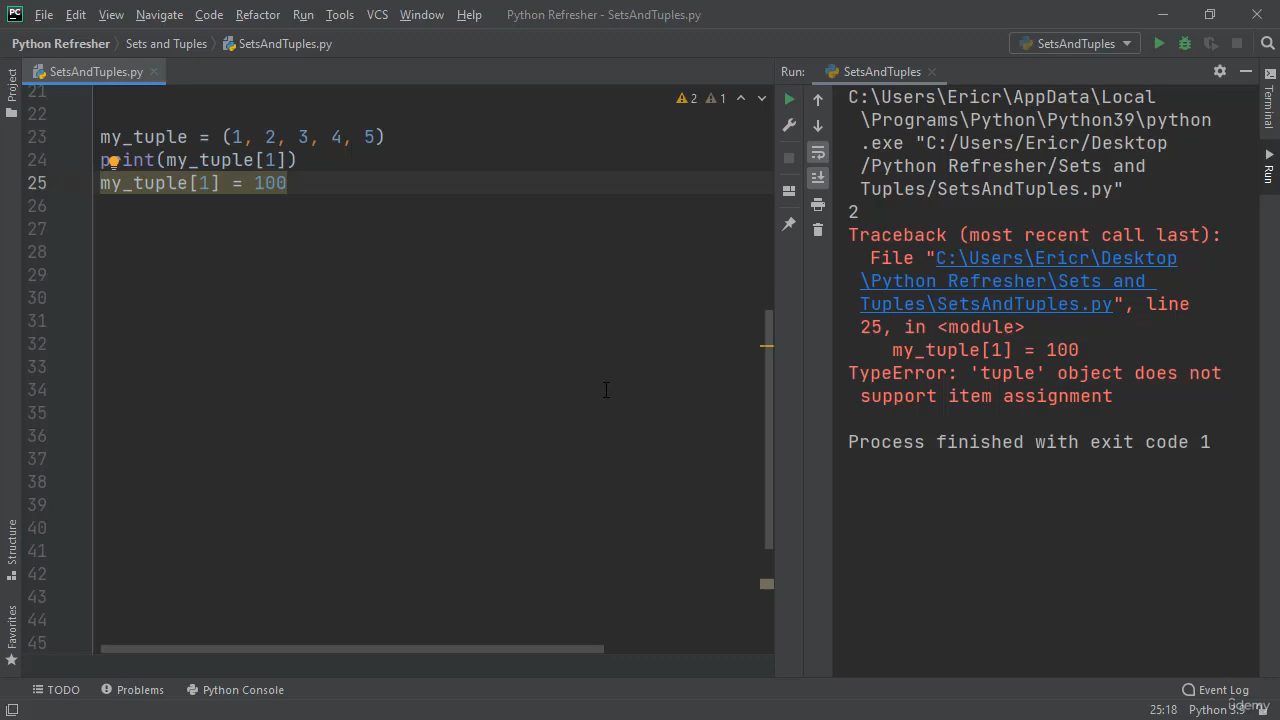 PC File Edit View Navigate Code Refactor Run Tools VCS Window Help Python Refresher - SetsAndTuples.py
Python Refresher Sets and Tuples SetsAndTuples.py SetsAndTuples
Project
SetsAndTuples.py
2 1
21
22
23 my_tuple = (1, 2, 3, 4, 5)
24 print(my_tuple[1])
25 my_tuple[1] = 100
26
27
28
29
30
31
32
33
34
35
36
37
38
39
40
41
42
43
44
45
Structure
Favorites
Run: SetsAndTuples
C:\Users\Ericr\AppData\Local
\Programs\Python\Python39\python
.exe "C:/Users/Ericr/Desktop
/Python Refresher/Sets and
Tuples/SetsAndTuples.py"
2
Traceback (most recent call last):
File "C:\Users\Ericr\Desktop
\Python Refresher\Sets and
Tuples\SetsAndTuples.py", line
25, in <module>
my_tuple[1] = 100
TypeError: 'tuple' object does not
support item assignment
Process finished with exit code 1
Terminal
Run
TODO Problems Python Console Event Log
25:18 Python 3.9
ûdemy